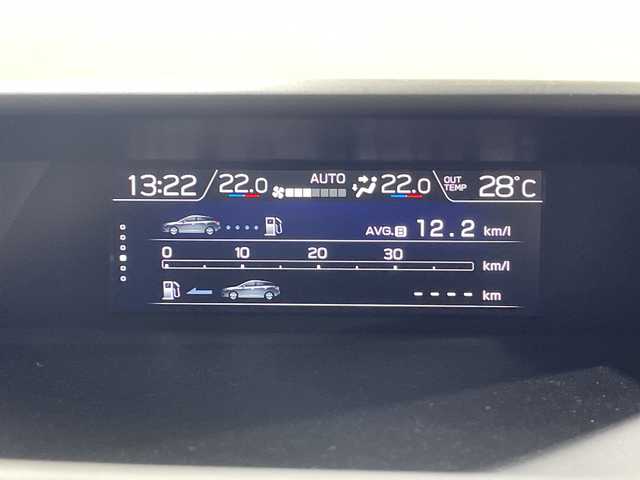 13:22 22.0 AUTO 22.0 OUT TEMP 28°C
AVG. B 12.2 km/l
0 10 20 30
km/l
---- km